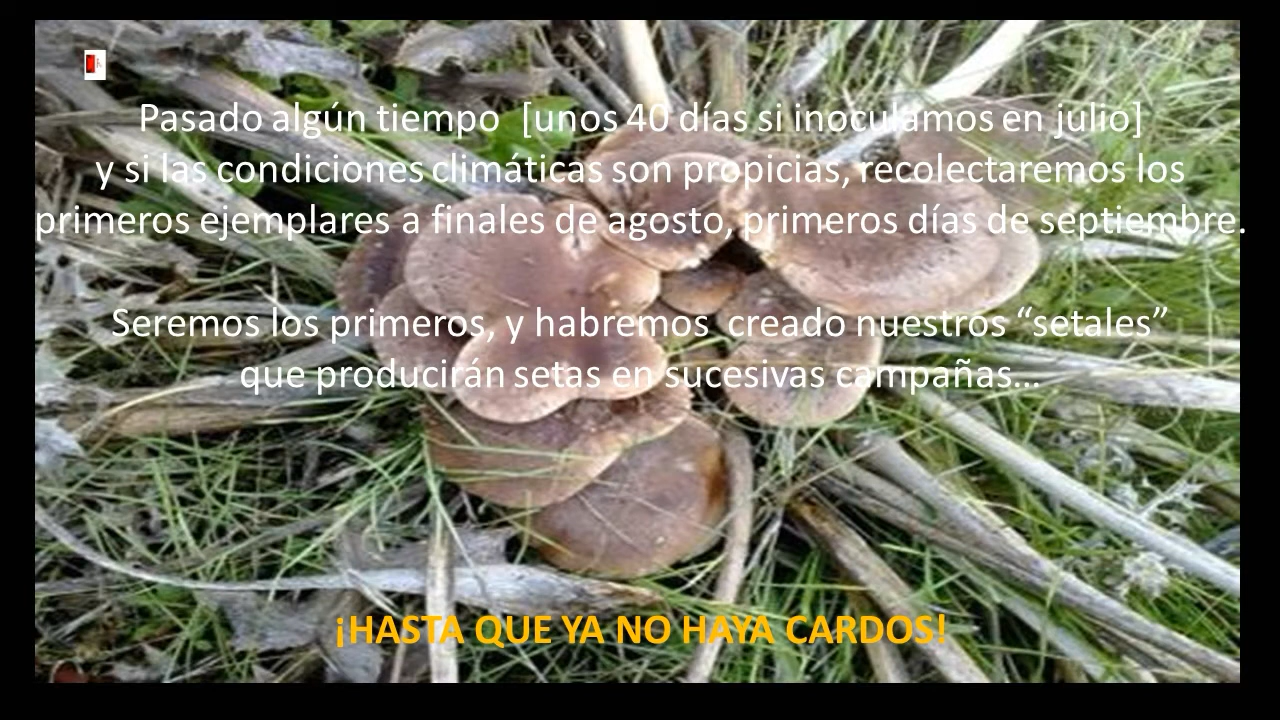 Pasado algún tiempo [unos 40 días si inoculamos en julio]
y si las condiciones climáticas son propicias, recolectaremos los
primeros ejemplares a finales de agosto, primeros días de septiembre.
Seremos los primeros, y habremos creado nuestros “setales”
que producirán setas en sucesivas campañas...
¡HASTA QUE YA NO HAYA CARDOS!